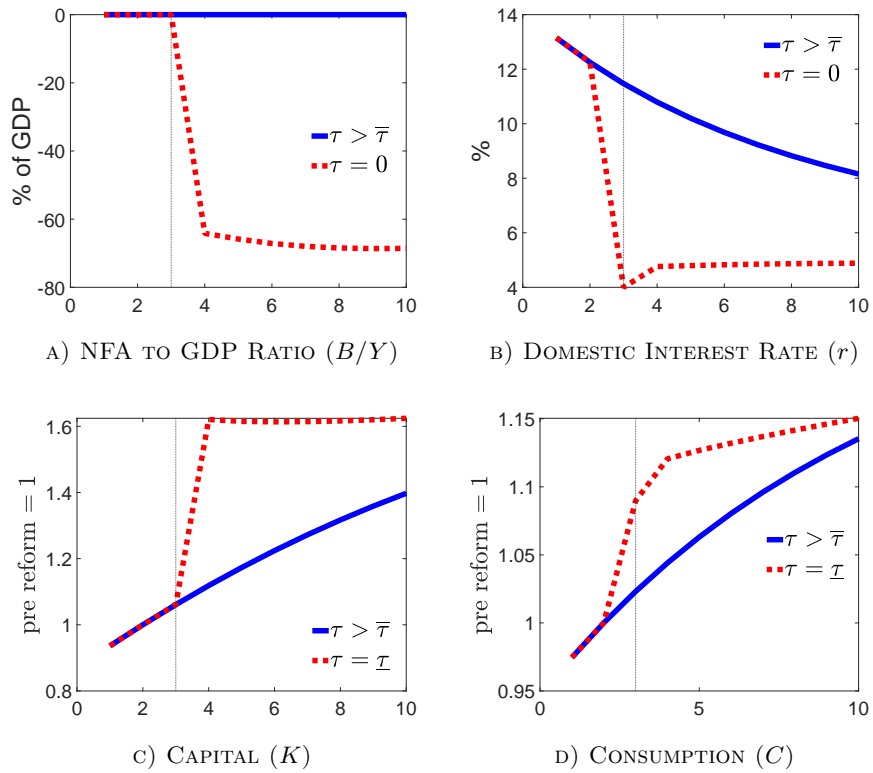 % of GDP
0
-20
-40
-60
-80
0 2 4 6 8 10
τ > τ̅
τ = 0
A) NFA TO GDP RATIO (B/Y)
%
12
10
8
6
4
0 2 4 6 8 10
τ > τ̅
τ = 0
B) DOMESTIC INTEREST RATE (r)
pre reform = 1
1.6
1.4
1.2
1
0.8
0 2 4 6 8 10
τ > τ̅
τ = τ̲
C) CAPITAL (K)
pre reform = 1
1.15
1.1
1.05
1
0.95
0 5 10
τ > τ̅
τ = τ̲
D) CONSUMPTION (C)